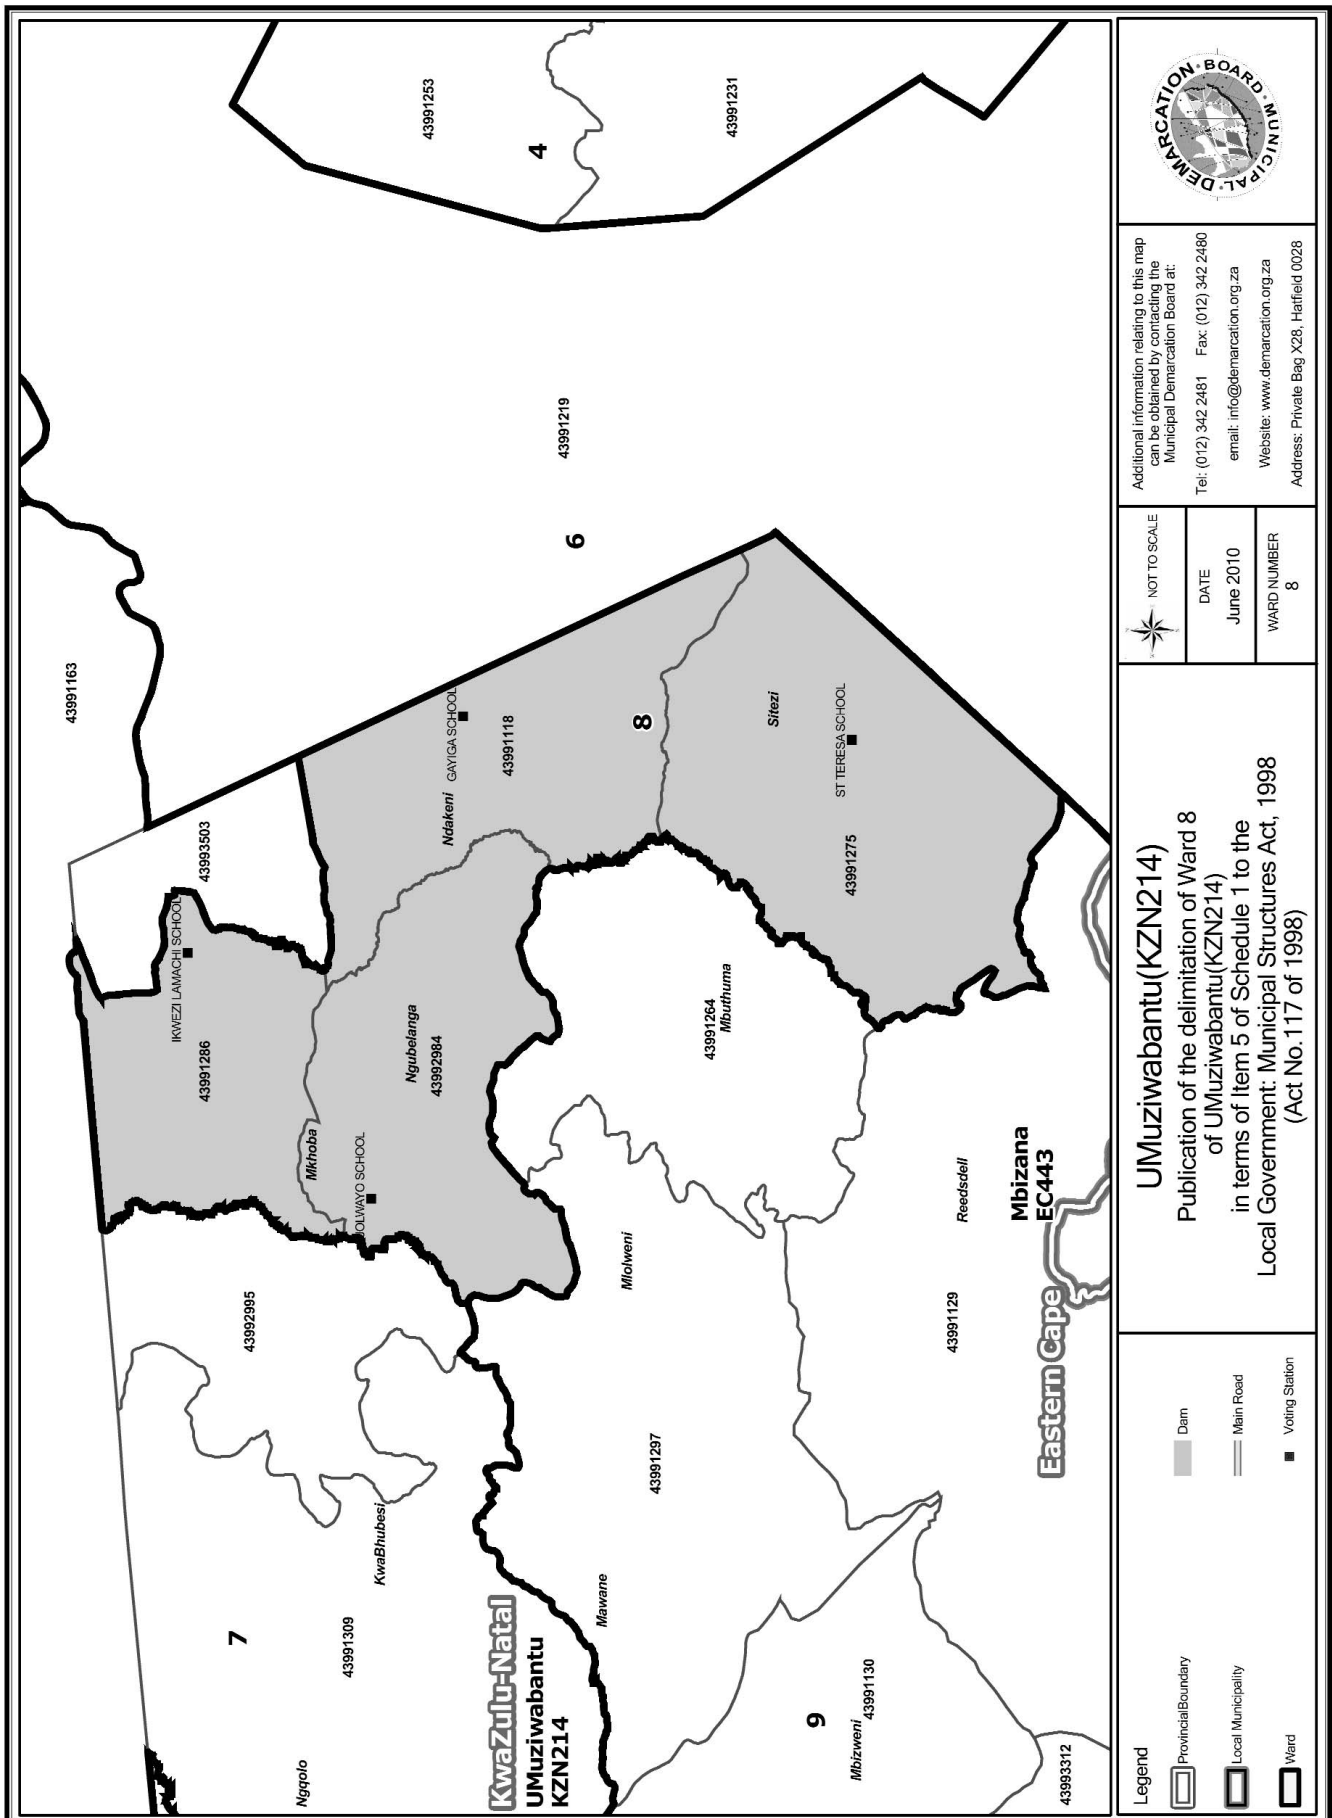 43991253
4
43991231
43991163
43991219
6
43993503
IKWEZI LAMACHI SCHOOL
43991286
GAYIGA SCHOOL
Ndakeni
43991118
8
Sitezi
ST TERESA SCHOOL
43991275
Ngubelanga
43992984
Mkhoba
JOLWAYO SCHOOL
43991264
Mbuthuma
Mlolweni
Reedsdell
Mbizana
EC443
43992995
43991129
Eastern Cape
43991297
KwaBhubesi
7
43991309
KwaZulu-Natal
UMuziwabantu
KZN214
Mawane
9
Mbizweni
43991130
Ngqolo
43993312
Legend
ProvincialBoundary
Local Municipality
Ward
Dam
Main Road
Voting Station
UMuziwabantu(KZN214)
Publication of the delimitation of Ward 8
of UMuziwabantu(KZN214)
in terms of Item 5 of Schedule 1 to the
Local Government: Municipal Structures Act, 1998
(Act No.117 of 1998)
NOT TO SCALE
DATE
June 2010
WARD NUMBER
8
Additional information relating to this map
can be obtained by contacting the
Municipal Demarcation Board at:
Tel: (012) 342 2481 Fax: (012) 342 2480
email: info@demarcation.org.za
Website: www.demarcation.org.za
Address: Private Bag X28, Hatfield 0028
MUNICIPAL · DEMARCATION · BOARD